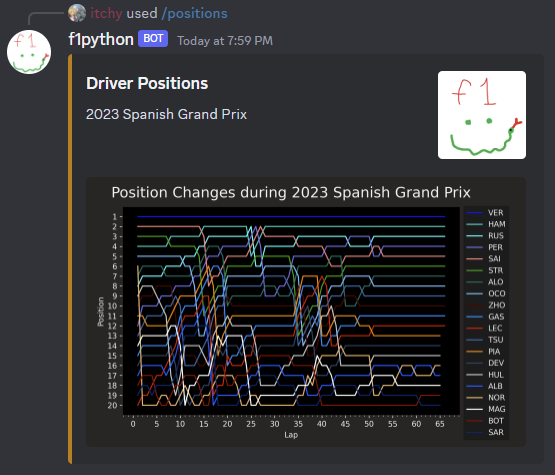 itchy used /positions
f1python BOT Today at 7:59 PM
Driver Positions
2023 Spanish Grand Prix
f1
Position Changes during 2023 Spanish Grand Prix
1
2
3
4
5
6
7
8
9
10
11
12
13
14
15
16
17
18
19
20
Position
0 5 10 15 20 25 30 35 40 45 50 55 60 65
Lap
VER
HAM
RUS
PER
SAI
STR
ALO
OCO
ZHO
GAS
LEC
TSU
PIA
DEV
HUL
ALB
NOR
MAG
BOT
SAR